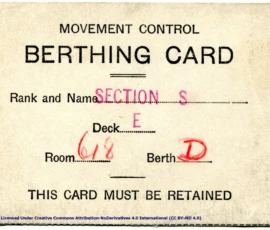 MOVEMENT CONTROL
BERTHING CARD
Rank and Name SECTION S
Deck E
Room 618 Berth D
THIS CARD MUST BE RETAINED
Licensed Under Creative Commons Attribution-NoDerivatives 4.0 International (CC BY-ND 4.0)